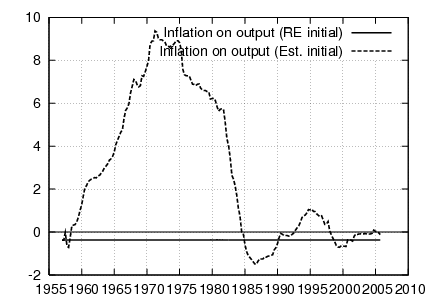 Inflation on output (RE initial)
Inflation on output (Est. initial)
10
8
6
4
2
0
-2
1955 1960 1965 1970 1975 1980 1985 1990 1995 2000 2005 2010